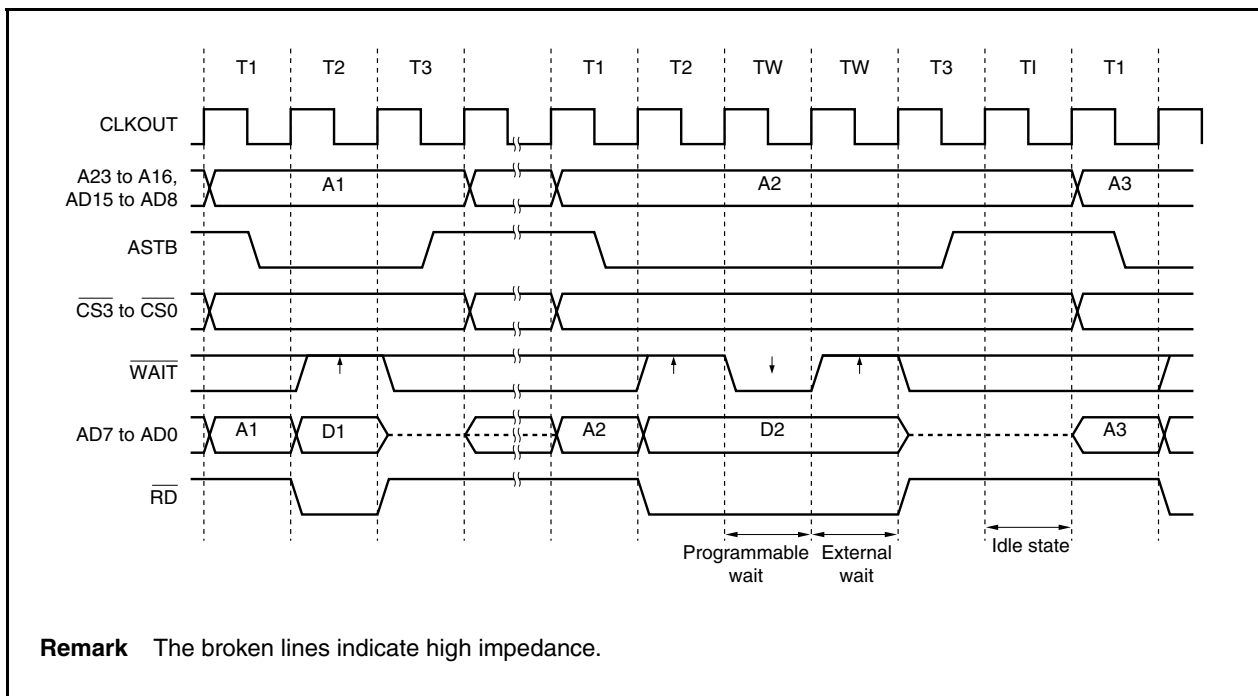 T1 T2 T3 T1 T2 TW TW T3 TI T1
CLKOUT
A23 to A16,
AD15 to AD8
A1 A2 A3
ASTB
CS3 to CS0
WAIT
AD7 to AD0
A1 D1 A2 D2 A3
RD
Programmable
wait
External
wait
Idle state
Remark The broken lines indicate high impedance.